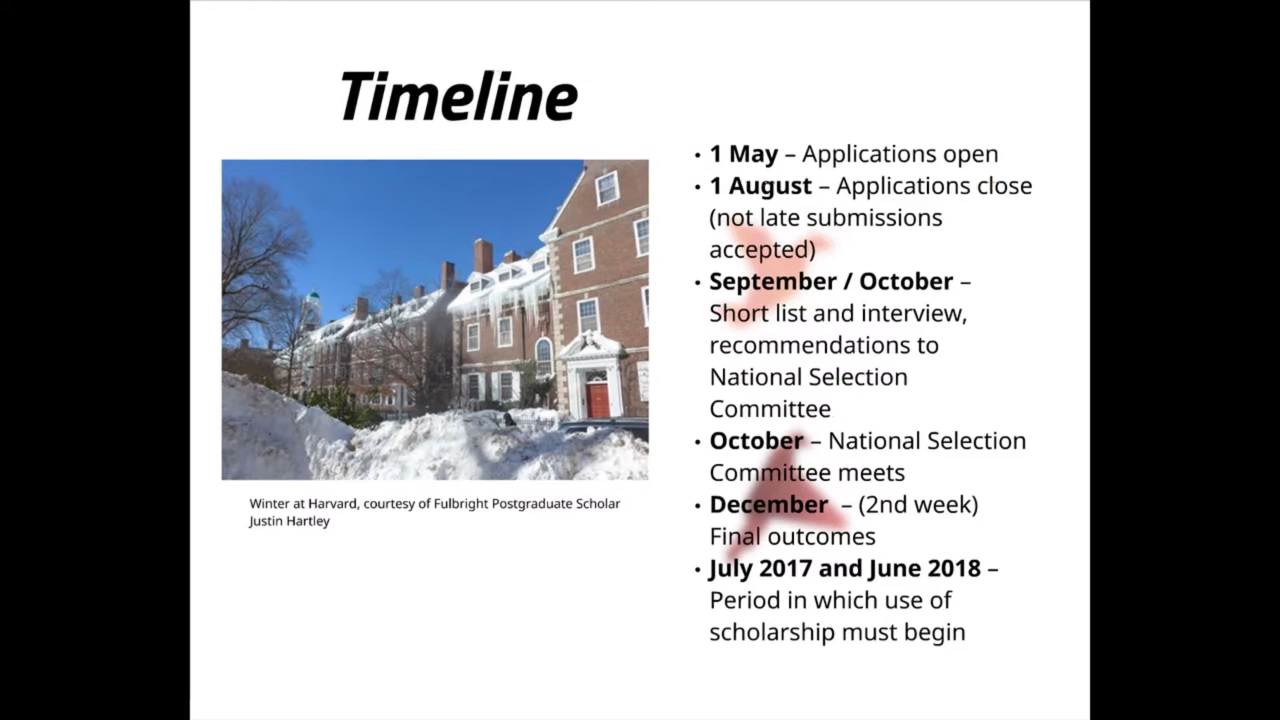 Timeline
• 1 May – Applications open
• 1 August – Applications close
(not late submissions
accepted)
• September / October –
Short list and interview,
recommendations to
National Selection
Committee
• October – National Selection
Committee meets
• December – (2nd week)
Final outcomes
• July 2017 and June 2018 –
Period in which use of
scholarship must begin
Winter at Harvard, courtesy of Fulbright Postgraduate Scholar
Justin Hartley